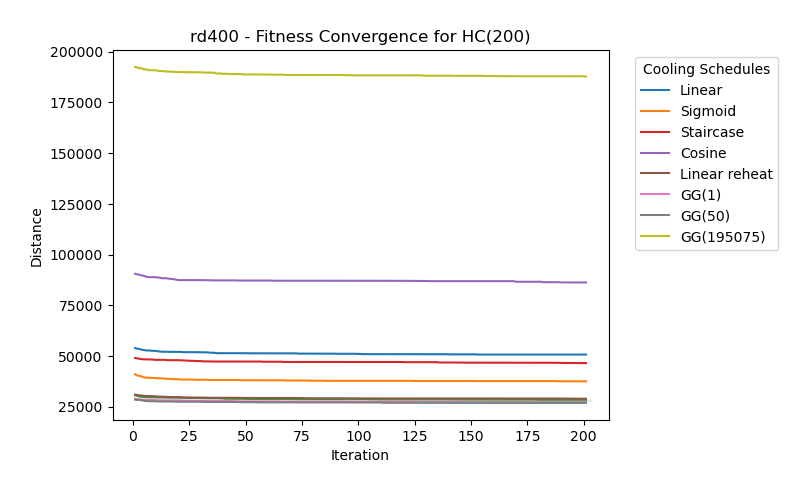 rd400 - Fitness Convergence for HC(200)
200000
175000
150000
125000
100000
75000
50000
25000
Distance
0
25
50
75
100
125
150
175
200
Iteration
Cooling Schedules
Linear
Sigmoid
Staircase
Cosine
Linear reheat
GG(1)
GG(50)
GG(195075)